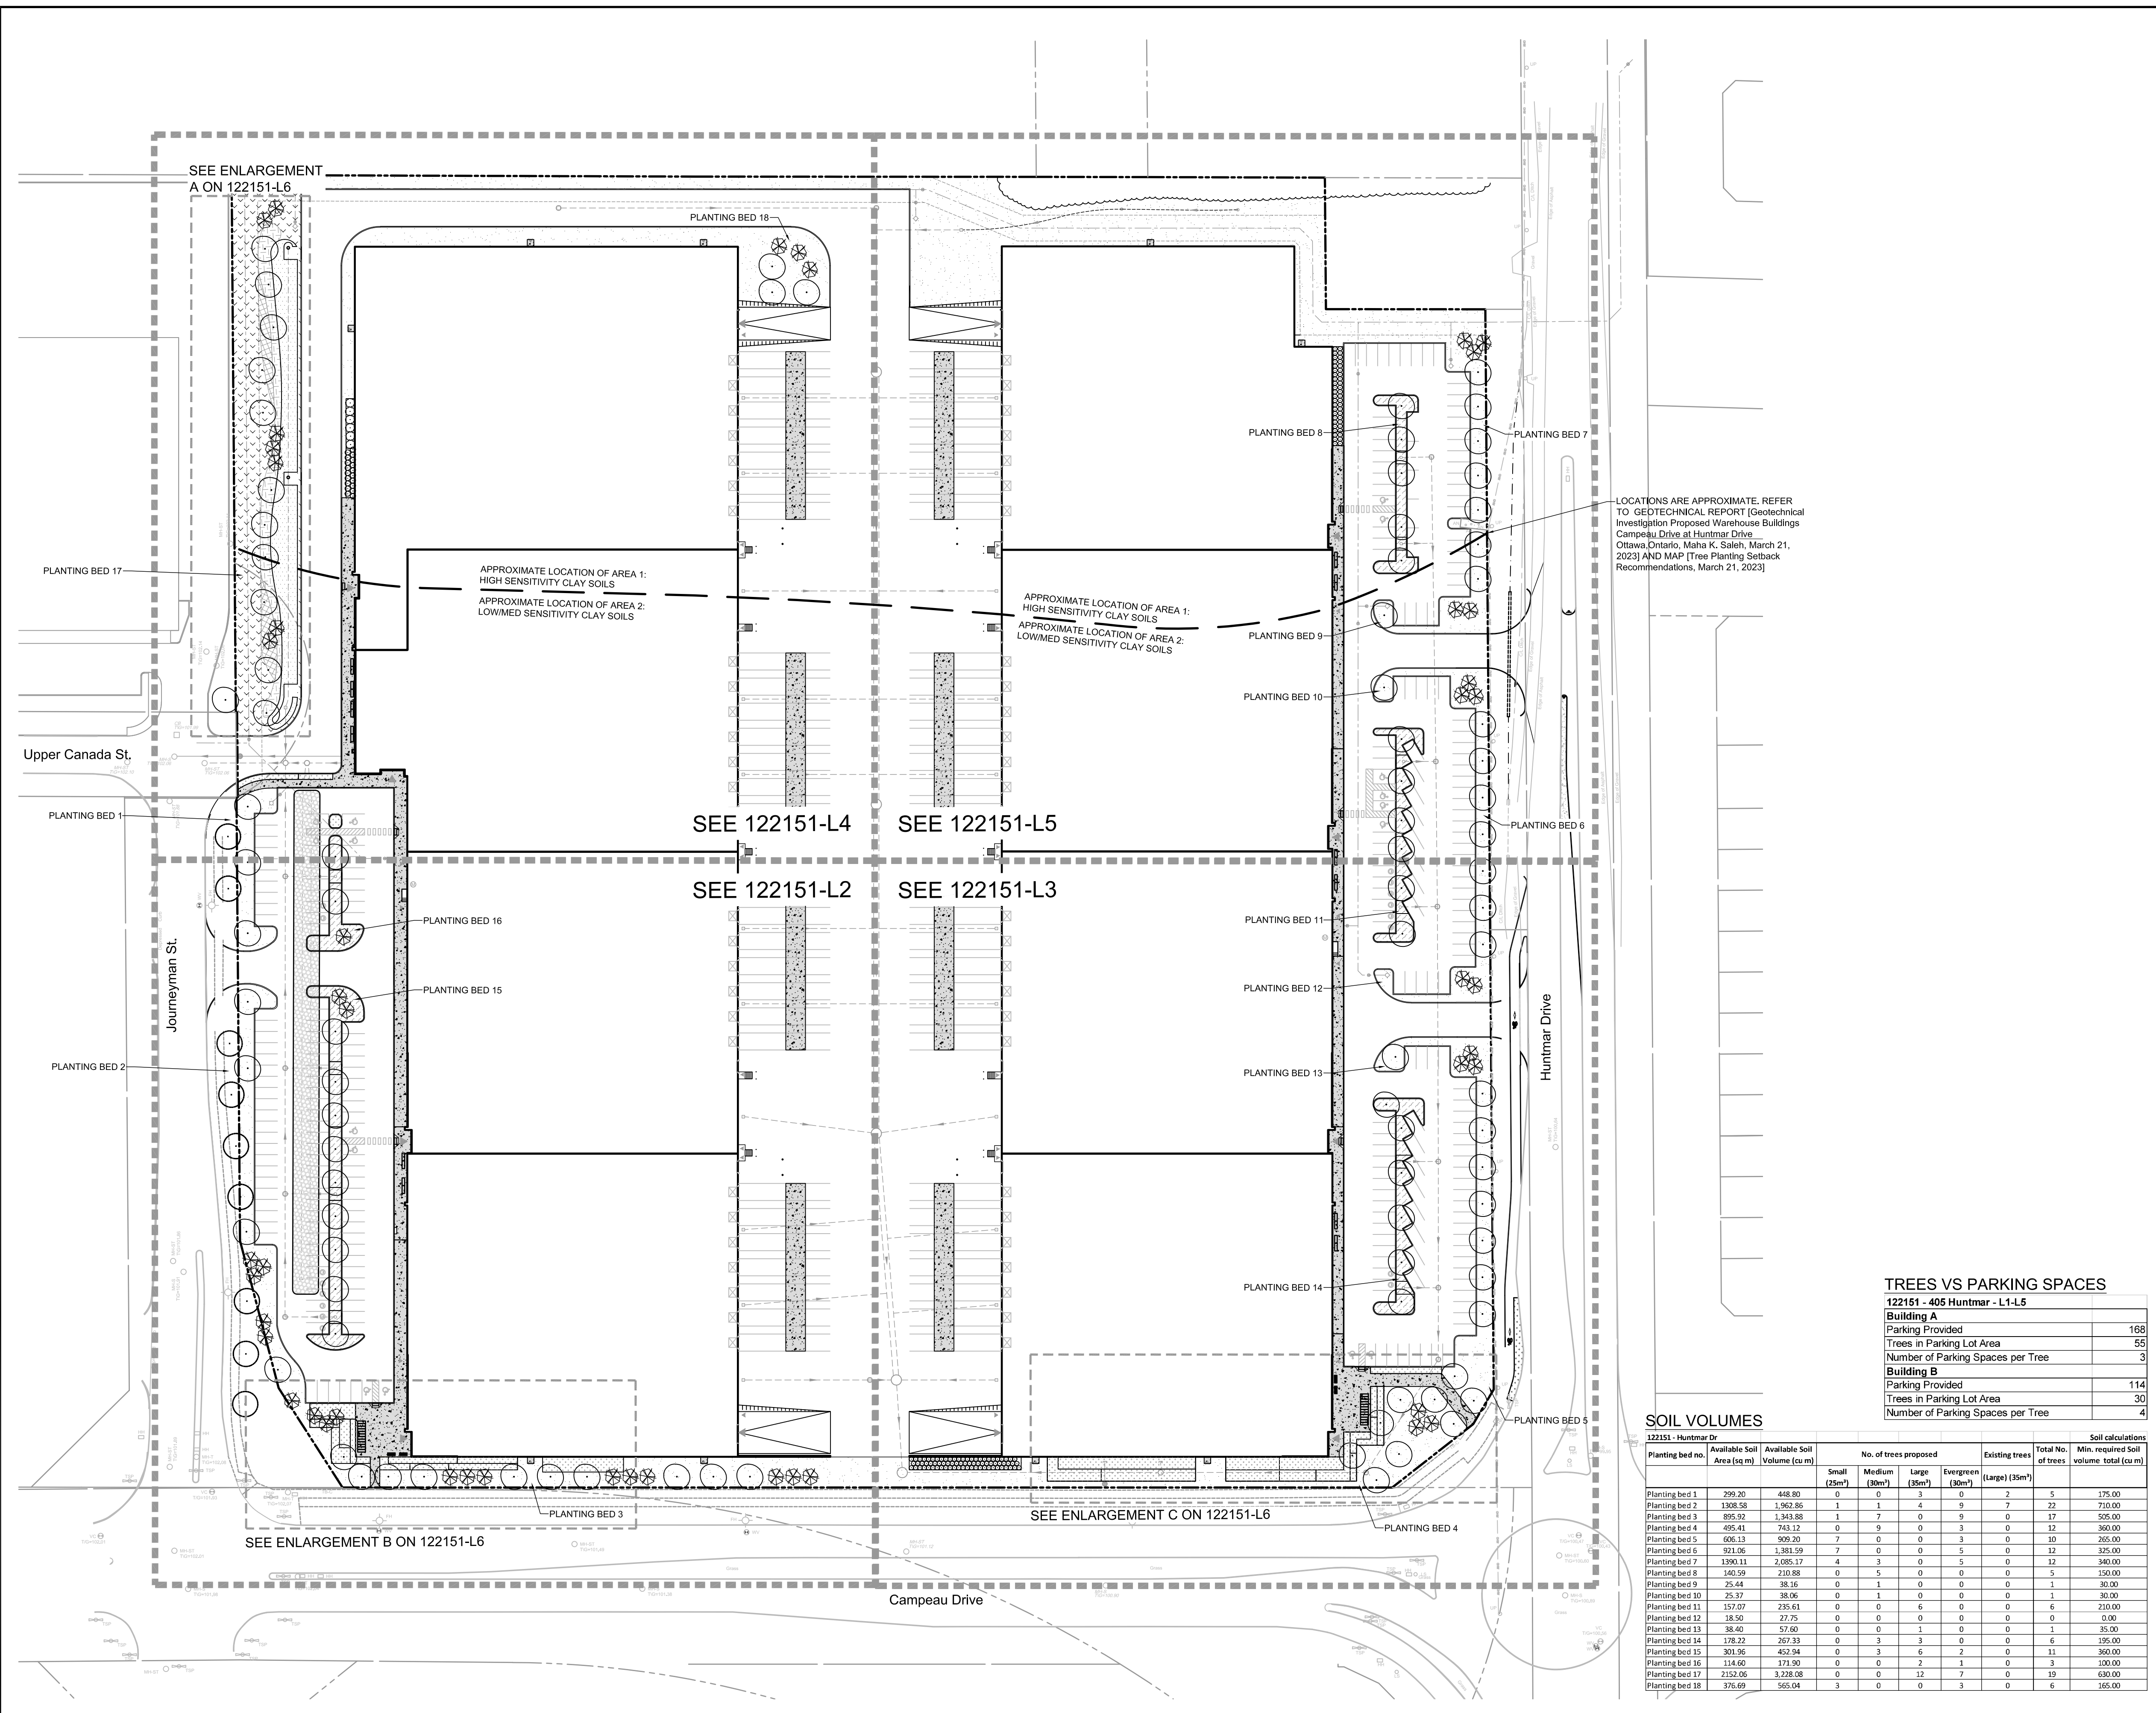 SEE ENLARGEMENT
A ON 122151-L6
PLANTING BED 18
PLANTING BED 8
PLANTING BED 7
LOCATIONS ARE APPROXIMATE. REFER
TO GEOTECHNICAL REPORT [Geotechnical
Investigation Proposed Warehouse Buildings
Campeau Drive at Huntmar Drive
Ottawa,Ontario, Maha K. Saleh, March 21,
2023] AND MAP [Tree Planting Setback
Recommendations, March 21, 2023]
PLANTING BED 17
APPROXIMATE LOCATION OF AREA 1:
HIGH SENSITIVITY CLAY SOILS
APPROXIMATE LOCATION OF AREA 2:
LOW/MED SENSITIVITY CLAY SOILS
APPROXIMATE LOCATION OF AREA 1:
HIGH SENSITIVITY CLAY SOILS
APPROXIMATE LOCATION OF AREA 2:
LOW/MED SENSITIVITY CLAY SOILS
PLANTING BED 9
PLANTING BED 10
Upper Canada St.
PLANTING BED 1
SEE 122151-L4
SEE 122151-L5
PLANTING BED 6
SEE 122151-L2
SEE 122151-L3
PLANTING BED 16
PLANTING BED 11
Journeyman St.
PLANTING BED 15
PLANTING BED 12
Huntmar Drive
PLANTING BED 2
PLANTING BED 13
PLANTING BED 14
PLANTING BED 5
PLANTING BED 3
SEE ENLARGEMENT B ON 122151-L6
SEE ENLARGEMENT C ON 122151-L6
PLANTING BED 4
Campeau Drive
TREES VS PARKING SPACES
122151 - 405 Huntmar - L1-L5
Building A
Parking Provided 168
Trees in Parking Lot Area 55
Number of Parking Spaces per Tree 3
Building B
Parking Provided 114
Trees in Parking Lot Area 30
Number of Parking Spaces per Tree 4
SOIL VOLUMES
122151 - Huntmar Dr Soil calculations
Planting bed no. Available Soil Area (sq m) Available Soil Volume (cu m) No. of trees proposed Existing trees Total No. of trees Min. required Soil volume total (cu m)
Small (25m³) Medium (30m³) Large (35m³) Evergreen (30m³) (Large) (35m³)
Planting bed 1 299.20 448.80 0 0 3 0 2 5 175.00
Planting bed 2 1308.58 1,962.86 1 1 4 9 7 22 710.00
Planting bed 3 895.92 1,343.88 1 7 0 9 0 17 505.00
Planting bed 4 495.41 743.12 0 9 0 3 0 12 360.00
Planting bed 5 606.13 909.20 7 0 0 3 0 10 265.00
Planting bed 6 921.06 1,381.59 7 0 0 5 0 12 325.00
Planting bed 7 1390.11 2,085.17 4 3 0 5 0 12 340.00
Planting bed 8 140.59 210.88 0 5 0 0 0 5 150.00
Planting bed 9 25.44 38.16 0 1 0 0 0 1 30.00
Planting bed 10 25.37 38.06 0 1 0 0 0 1 30.00
Planting bed 11 157.07 235.61 0 0 6 0 0 6 210.00
Planting bed 12 18.50 27.75 0 0 0 0 0 0 0.00
Planting bed 13 38.40 57.60 0 0 1 0 0 1 35.00
Planting bed 14 178.22 267.33 0 3 3 0 0 6 195.00
Planting bed 15 301.96 452.94 0 3 6 2 0 11 360.00
Planting bed 16 114.60 171.90 0 0 2 1 0 3 100.00
Planting bed 17 2152.06 3,228.08 0 0 12 7 0 19 630.00
Planting bed 18 376.69 565.04 3 0 0 3 0 6 165.00